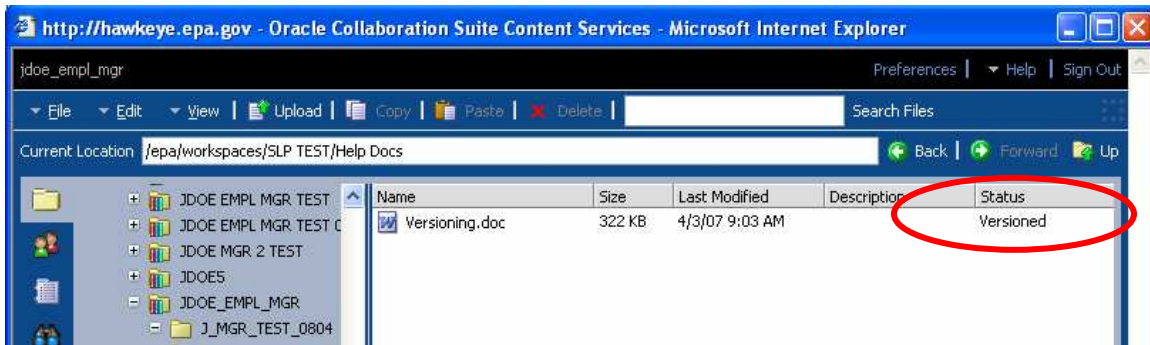 http://hawkeye.epa.gov - Oracle Collaboration Suite Content Services - Microsoft Internet Explorer
jdoe_empl_mgr Preferences | Help | Sign Out
File Edit View | Upload | Copy | Paste | Delete | Search Files
Current Location /epa/workspaces/SLP TEST/Help Docs Back | Forward Up
JDOE EMPL MGR TEST
JDOE EMPL MGR TEST
JDOE MGR 2 TEST
JDOE5
JDOE_EMPL_MGR
J_MGR_TEST_0804
Name Size Last Modified Description Status
Versioning.doc 322 KB 4/3/07 9:03 AM Versioned